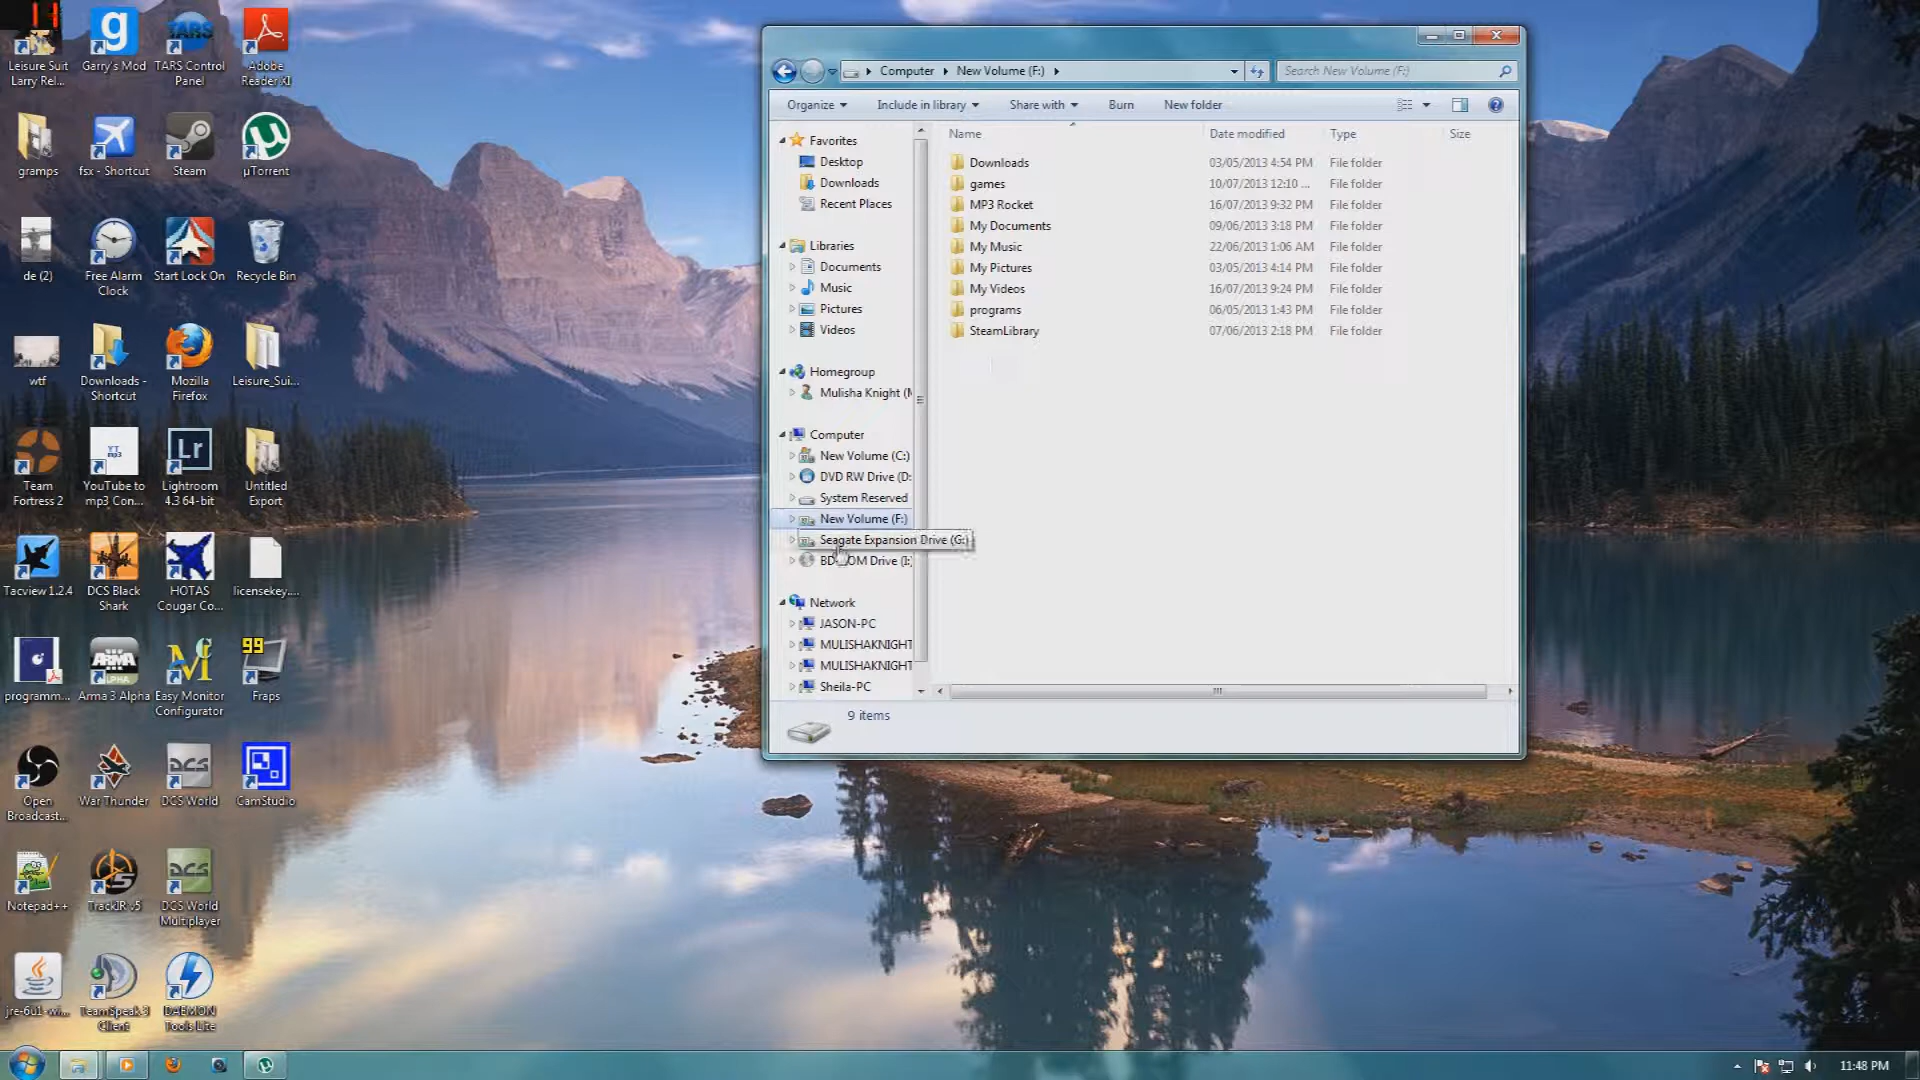 Leisure Suit
Larry Rel...
Garry's Mod
TARS
TARS Control
Panel
Adobe
Reader XI
gramps
fsx - Shortcut
Steam
µTorrent
de (2)
Free Alarm
Clock
Start Lock On
Recycle Bin
wtf
Downloads -
Shortcut
Mozilla
Firefox
Leisure_Sui...
Team
Fortress 2
YT
mp3
YouTube to
mp3 Con...
Lr
Lightroom
4.3 64-bit
Untitled
Export
Tacview 1.2.4
DCS Black
Shark
HOTAS
Cougar Co...
licensekey....
programm...
ARMA
ALPHA
Arma 3 Alpha
Easy Monitor
Configurator
99
Fraps
Open
Broadcast...
War Thunder
DCS
DCS World
CamStudio
Notepad++
5
TrackIR v5
DCS
DCS World
Multiplayer
jre-6u1-wi...
TeamSpeak 3
Client
DAEMON
Tools Lite
Computer
New Volume (F:)
Search New Volume (F:)
Organize
Include in library
Share with
Burn
New folder
Favorites
Desktop
Downloads
Recent Places
Libraries
Documents
Music
Pictures
Videos
Homegroup
Mulisha Knight (M
Computer
New Volume (C:)
DVD RW Drive (D:
System Reserved
New Volume (F:)
Seagate Expansion Drive (G:)
BD-ROM Drive (I:)
Network
JASON-PC
MULISHAKNIGHT
MULISHAKNIGHT
Sheila-PC
Name Date modified Type Size
Downloads 03/05/2013 4:54 PM File folder
games 10/07/2013 12:10 ... File folder
MP3 Rocket 16/07/2013 9:32 PM File folder
My Documents 09/06/2013 3:18 PM File folder
My Music 22/06/2013 1:06 AM File folder
My Pictures 03/05/2013 4:14 PM File folder
My Videos 16/07/2013 9:24 PM File folder
programs 06/05/2013 1:43 PM File folder
SteamLibrary 07/06/2013 2:18 PM File folder
9 items
11:48 PM